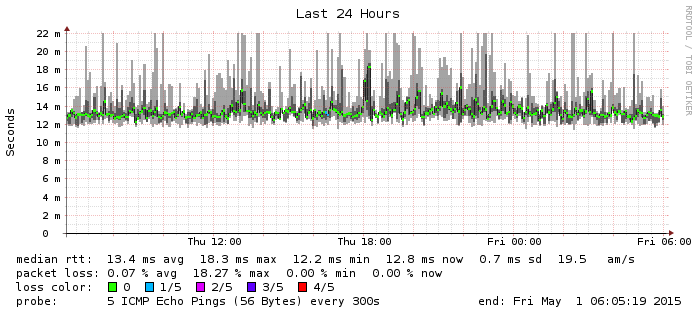 Last 24 Hours
RRDTOOL / TOBI OETIKER
Seconds
22 m
20 m
18 m
16 m
14 m
12 m
10 m
8 m
6 m
4 m
2 m
0
Thu 12:00 Thu 18:00 Fri 00:00 Fri 06:00
median rtt: 13.4 ms avg 18.3 ms max 12.2 ms min 12.8 ms now 0.7 ms sd 19.5 am/s
packet loss: 0.07 % avg 18.27 % max 0.00 % min 0.00 % now
loss color: 0 1/5 2/5 3/5 4/5
probe: 5 ICMP Echo Pings (56 Bytes) every 300s end: Fri May 1 06:05:19 2015